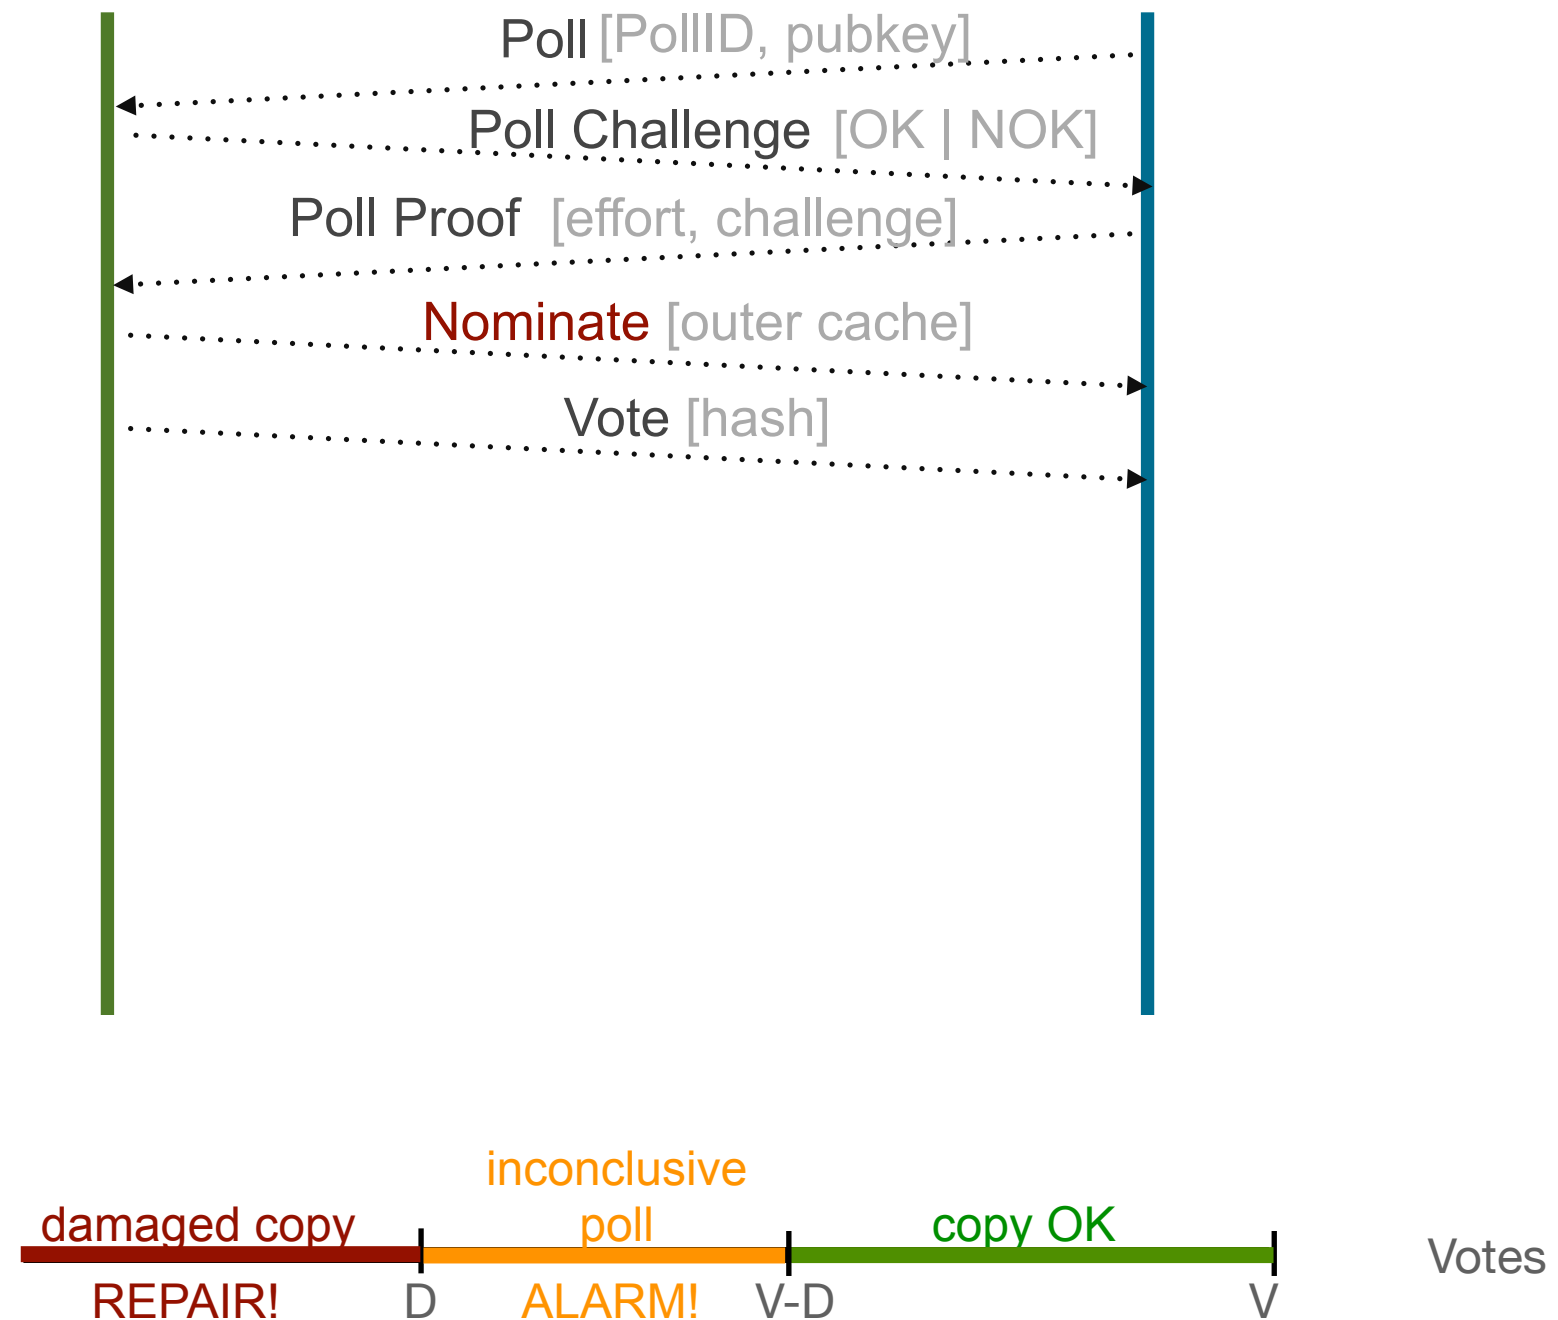 Poll [PollID, pubkey]
Poll Challenge [OK | NOK]
Poll Proof [effort, challenge]
Nominate [outer cache]
Vote [hash]
inconclusive
damaged copy poll copy OK
Votes
REPAIR! D ALARM! V-D V